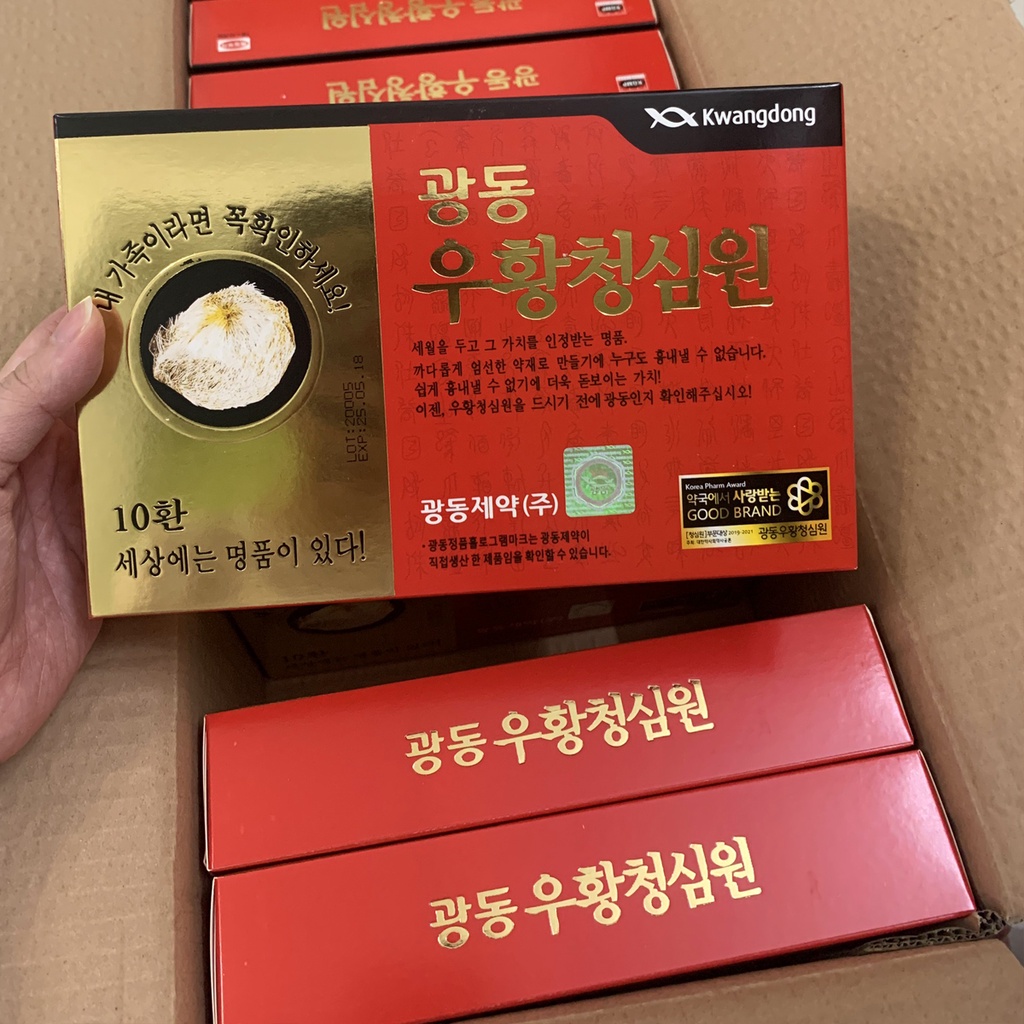 광동 우황청심원
광동 우황청심원
Kwangdong
내 가족이라면 꼭확인하세요!
광동
우황청심원
세월을 두고 그 가치를 인정받는 명품.
까다롭게 엄선한 약재로 만들기에 누구도 흉내낼 수 없습니다.
쉽게 흉내낼 수 없기에 더욱 돋보이는 가치!
이젠, 우황청심원을 드시기 전에 광동인지 확인해주십시오!
LOT:20005
EXP:25.05.18
10환
세상에는 명품이 있다!
광동제약(주)
• 광동정품홀로그램마크는 광동제약이
직접생산 한 제품임을 확인할 수 있습니다.
Korea Pharm Award
약국에서 사랑받는
GOOD BRAND
[청심원] 부문대상 2019-2021
광동우황청심원
광동 우황청심원
광동 우황청심원